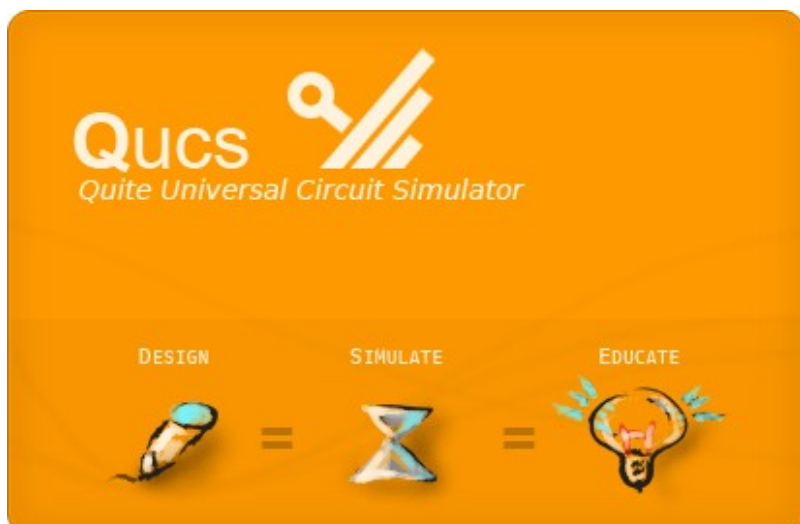 Qucs
Quite Universal Circuit Simulator
DESIGN SIMULATE EDUCATE
= =